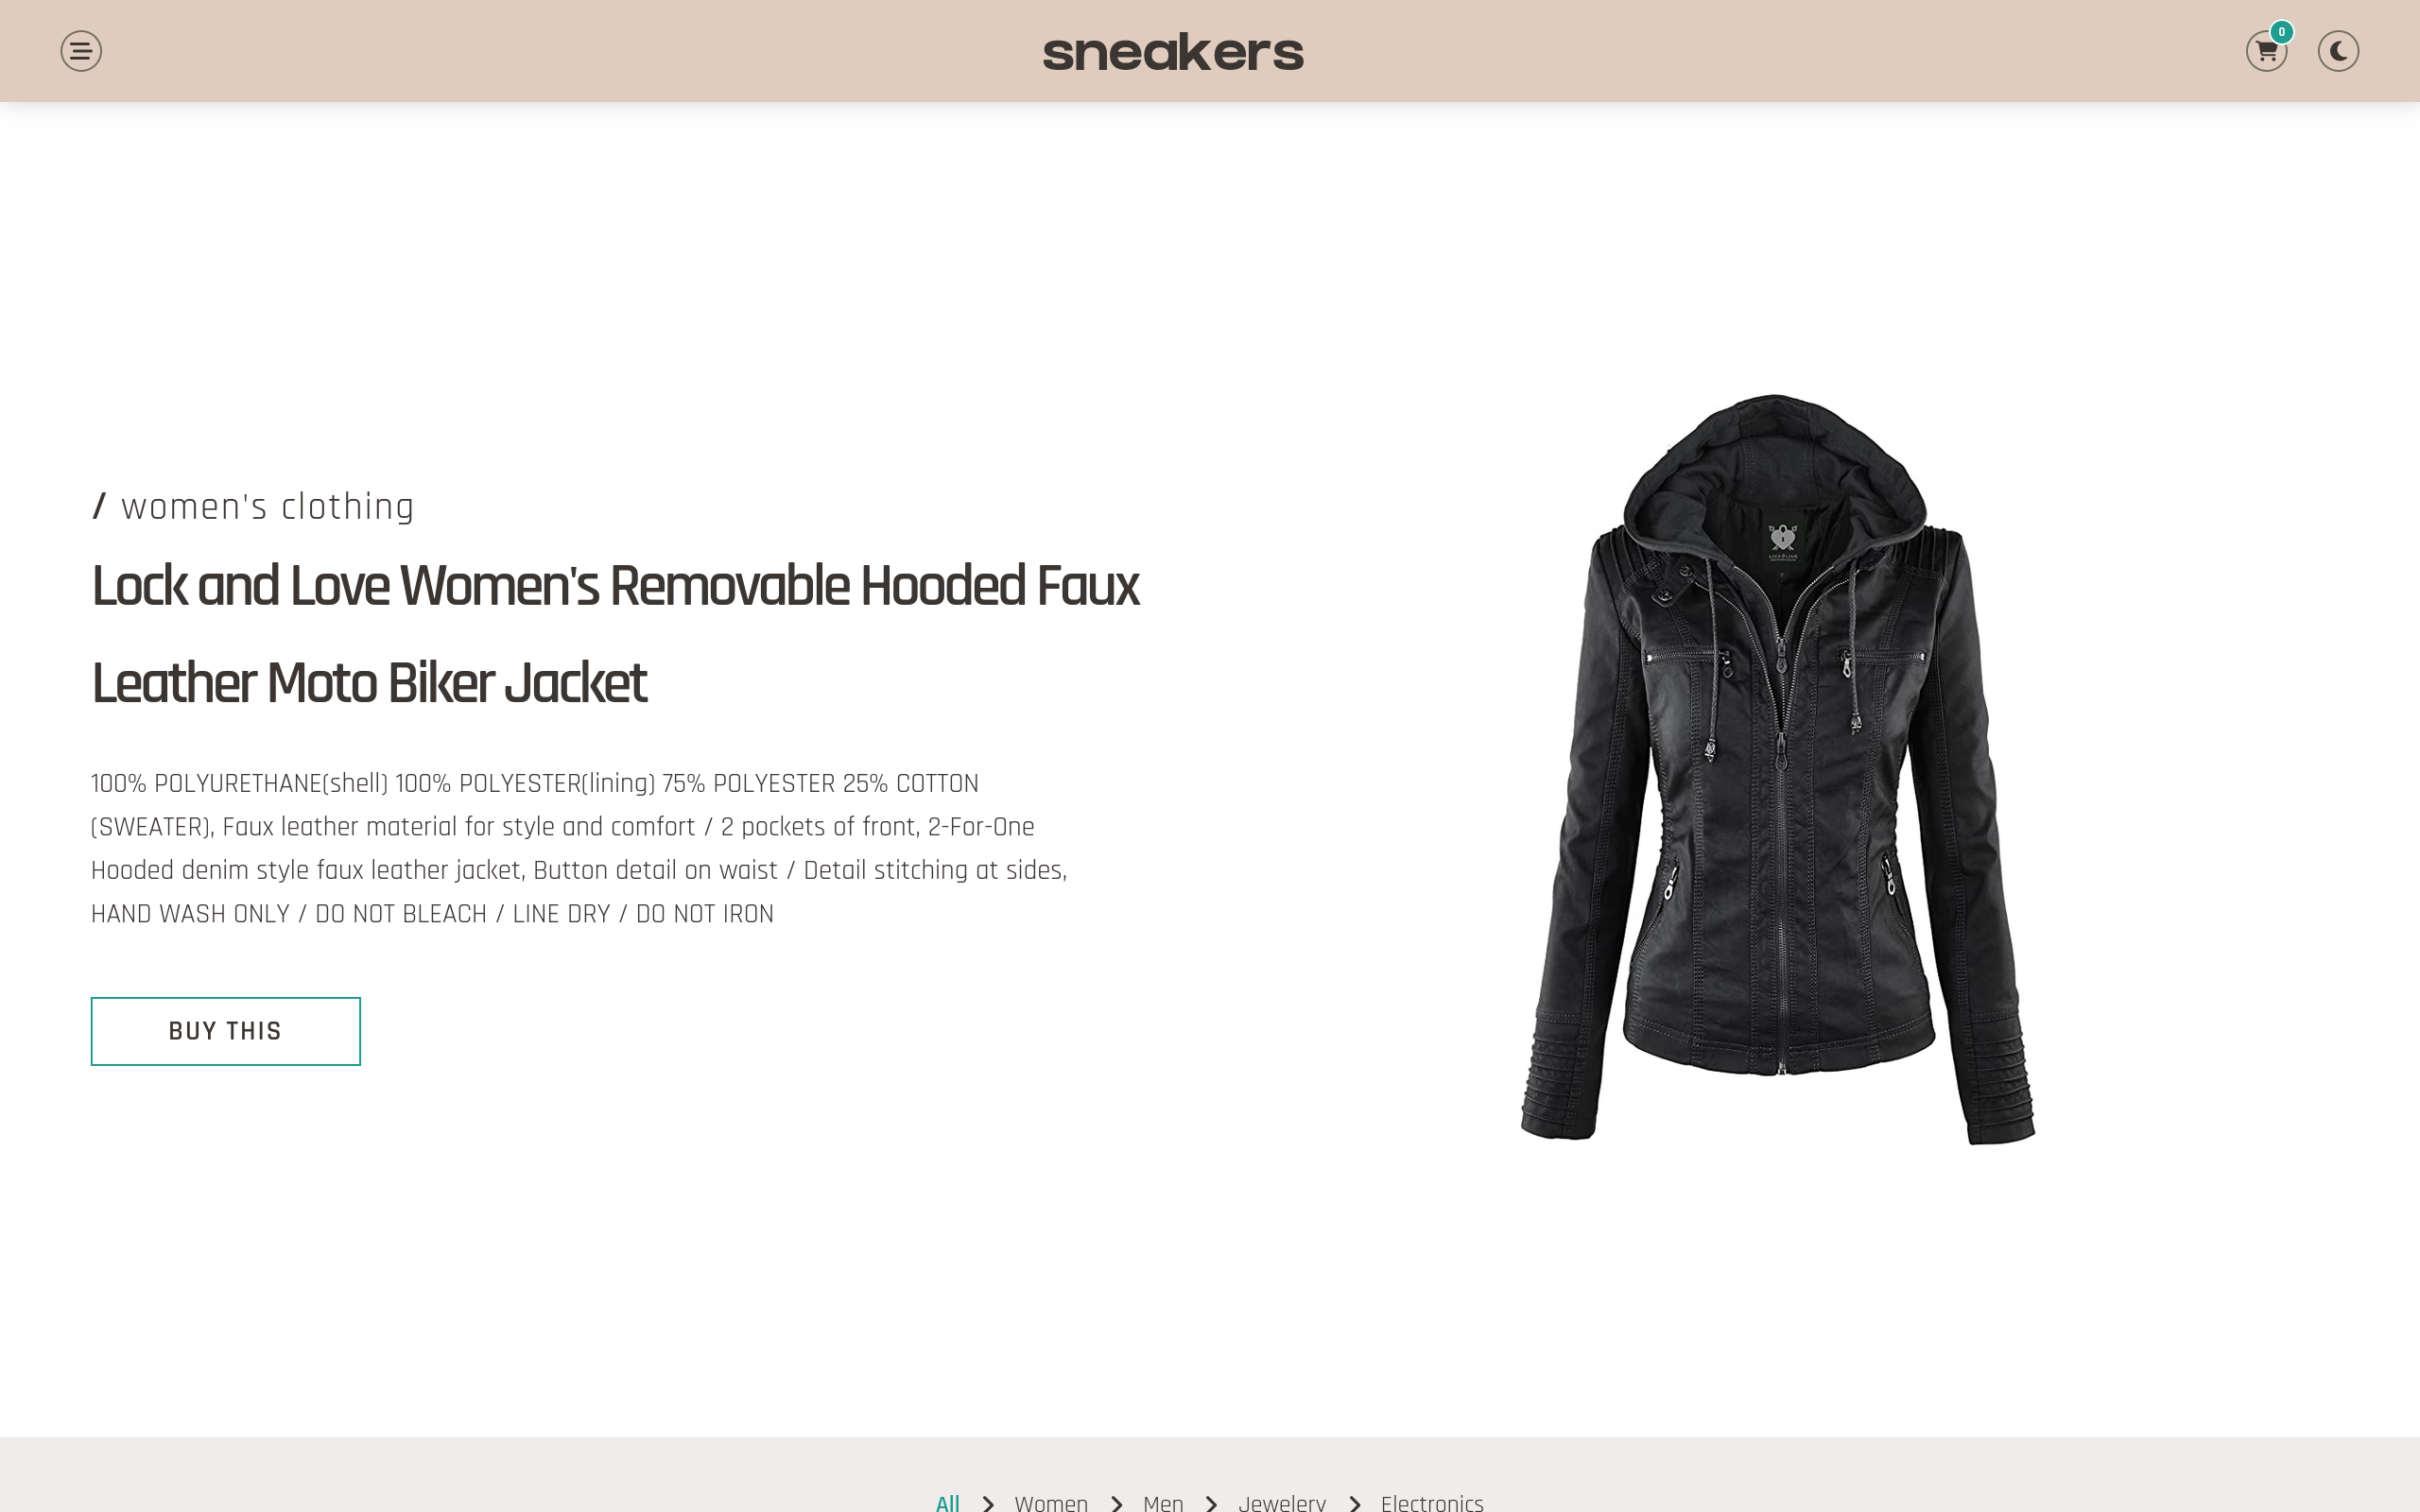 sneakers
0
/ women's clothing
Lock and Love Women's Removable Hooded Faux
Leather Moto Biker Jacket
100% POLYURETHANE(shell) 100% POLYESTER(lining) 75% POLYESTER 25% COTTON
(SWEATER), Faux leather material for style and comfort / 2 pockets of front, 2-For-One
Hooded denim style faux leather jacket, Button detail on waist / Detail stitching at sides,
HAND WASH ONLY / DO NOT BLEACH / LINE DRY / DO NOT IRON
BUY THIS
LOCK & LOVE
All > Women > Men > Jewelery > Electronics